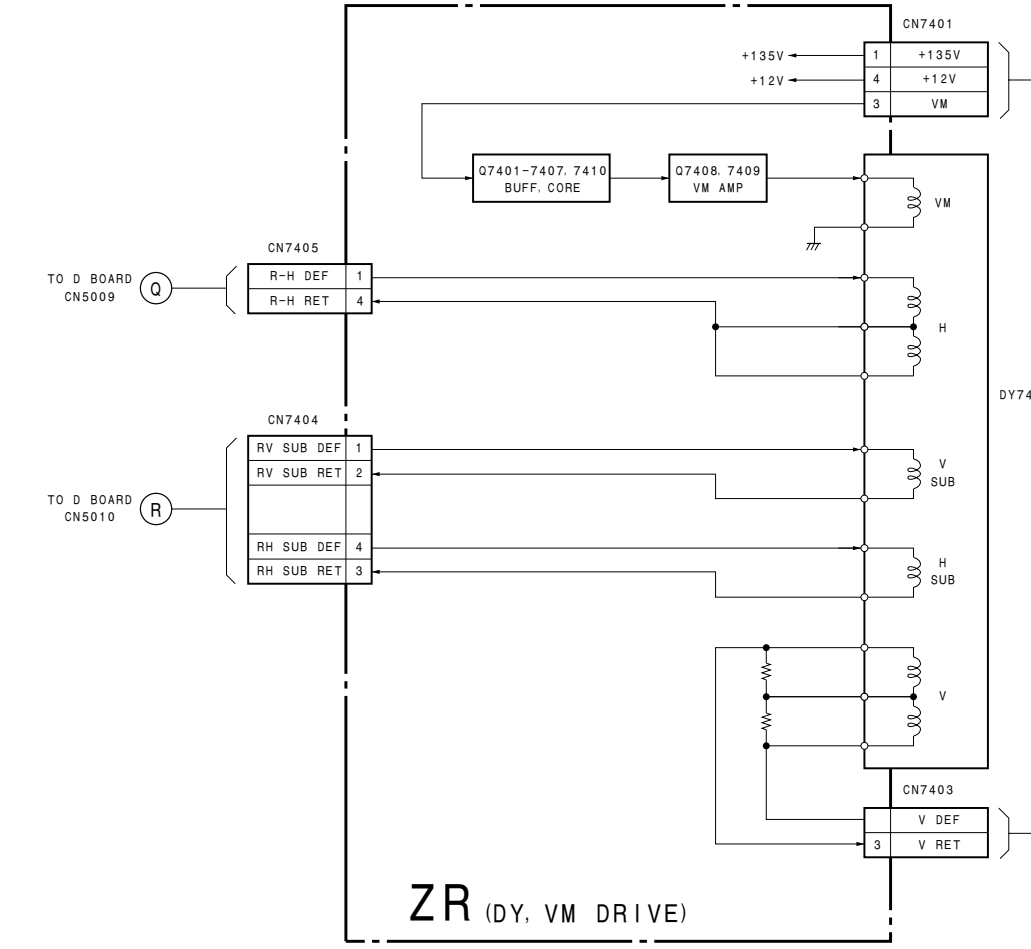 CN7401
+135V 1 +135V
+12V 4 +12V
3 VM
Q7401-7407, 7410
BUFF, CORE
Q7408, 7409
VM AMP
VM
CN7405
TO D BOARD
CN5009
Q
R-H DEF 1
R-H RET 4
H
DY74
CN7404
TO D BOARD
CN5010
R
RV SUB DEF 1
RV SUB RET 2
RH SUB DEF 4
RH SUB RET 3
V
SUB
H
SUB
V
CN7403
V DEF
3 V RET
ZR (DY, VM DRIVE)